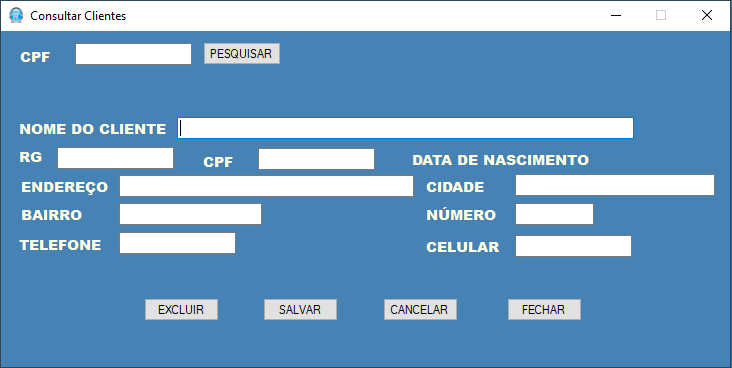 Consultar Clientes
CPF PESQUISAR
NOME DO CLIENTE
RG CPF DATA DE NASCIMENTO
ENDEREÇO CIDADE
BAIRRO NÚMERO
TELEFONE CELULAR
EXCLUIR SALVAR CANCELAR FECHAR